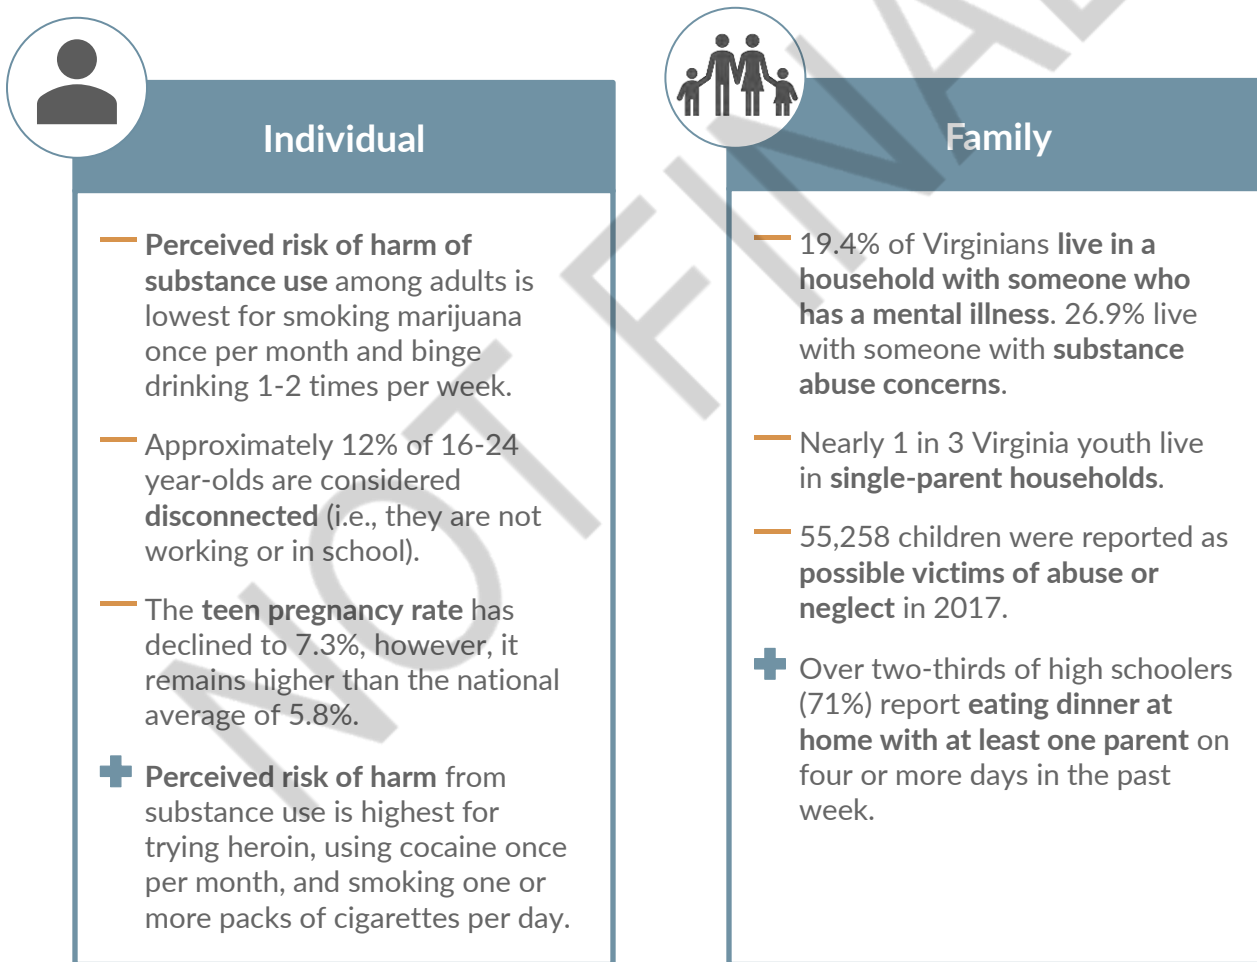 Individual
Perceived risk of harm of
substance use among adults is
lowest for smoking marijuana
once per month and binge
drinking 1-2 times per week.
Approximately 12% of 16-24
year-olds are considered
disconnected (i.e., they are not
working or in school).
The teen pregnancy rate has
declined to 7.3%, however, it
remains higher than the national
average of 5.8%.
Perceived risk of harm from
substance use is highest for
trying heroin, using cocaine once
per month, and smoking one or
more packs of cigarettes per day.
Family
19.4% of Virginians live in a
household with someone who
has a mental illness. 26.9% live
with someone with substance
abuse concerns.
Nearly 1 in 3 Virginia youth live
in single-parent households.
55,258 children were reported as
possible victims of abuse or
neglect in 2017.
Over two-thirds of high schoolers
(71%) report eating dinner at
home with at least one parent on
four or more days in the past
week.
NOT FINAL